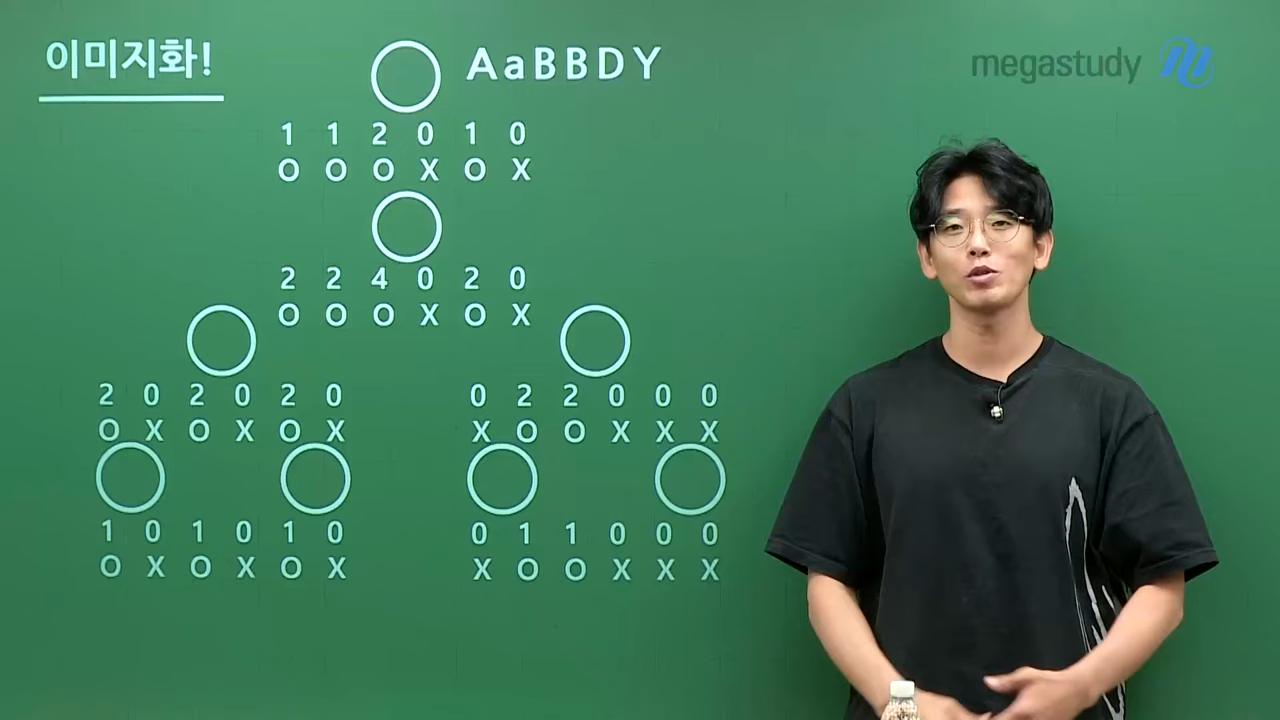 이미지화!
AaBBDY
megastudy
1 1 2 0 1 0
O O O X O X
2 2 4 0 2 0
O O O X O X
2 0 2 0 2 0
O X O X O X
0 2 2 0 0 0
X O O X X X
1 0 1 0 1 0
O X O X O X
0 1 1 0 0 0
X O O X X X